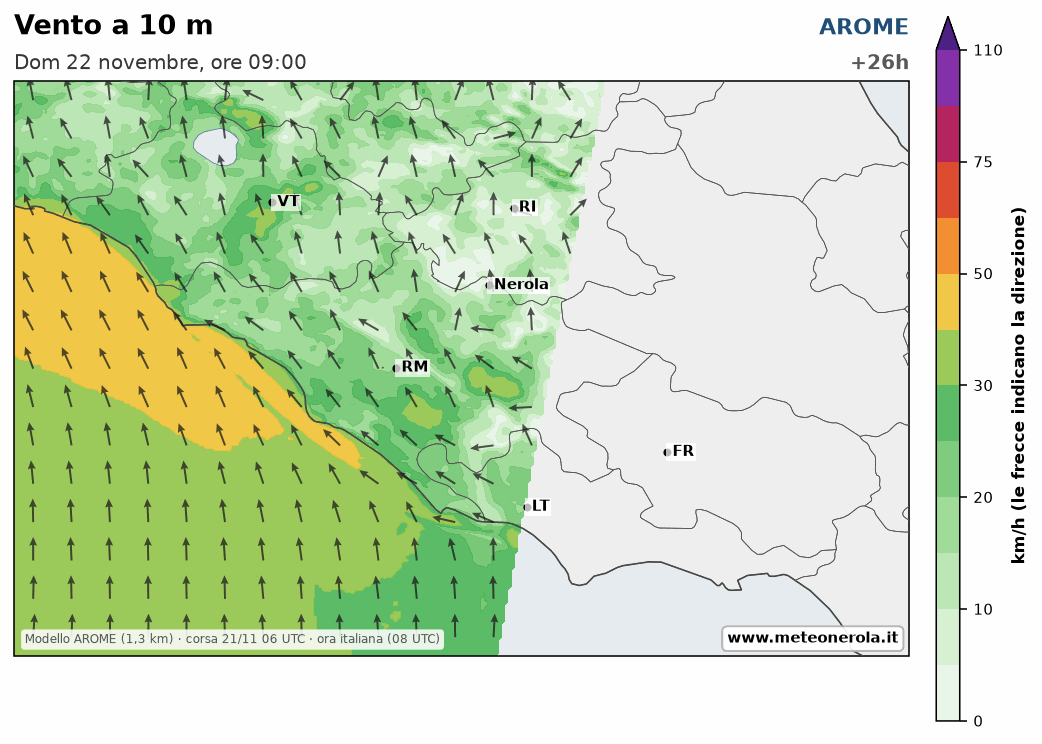 Vento a 10 m
AROME
Dom 22 novembre, ore 09:00
+26h
110
75
50
30
20
10
0
km/h (le frecce indicano la direzione)
VT
RI
Nerola
RM
FR
LT
Modello AROME (1,3 km) · corsa 21/11 06 UTC · ora italiana (08 UTC)
www.meteonerola.it